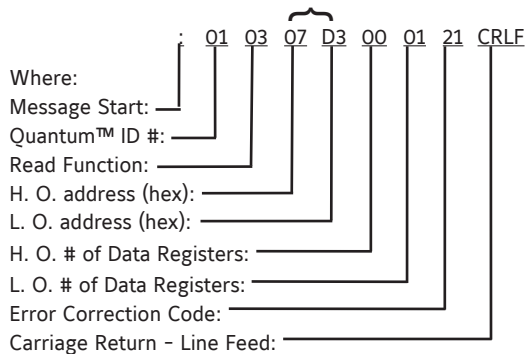 : 01 03 07 D3 00 01 21 CRLF
Where:
Message Start:
Quantum™ ID #:
Read Function:
H. O. address (hex):
L. O. address (hex):
H. O. # of Data Registers:
L. O. # of Data Registers:
Error Correction Code:
Carriage Return - Line Feed: